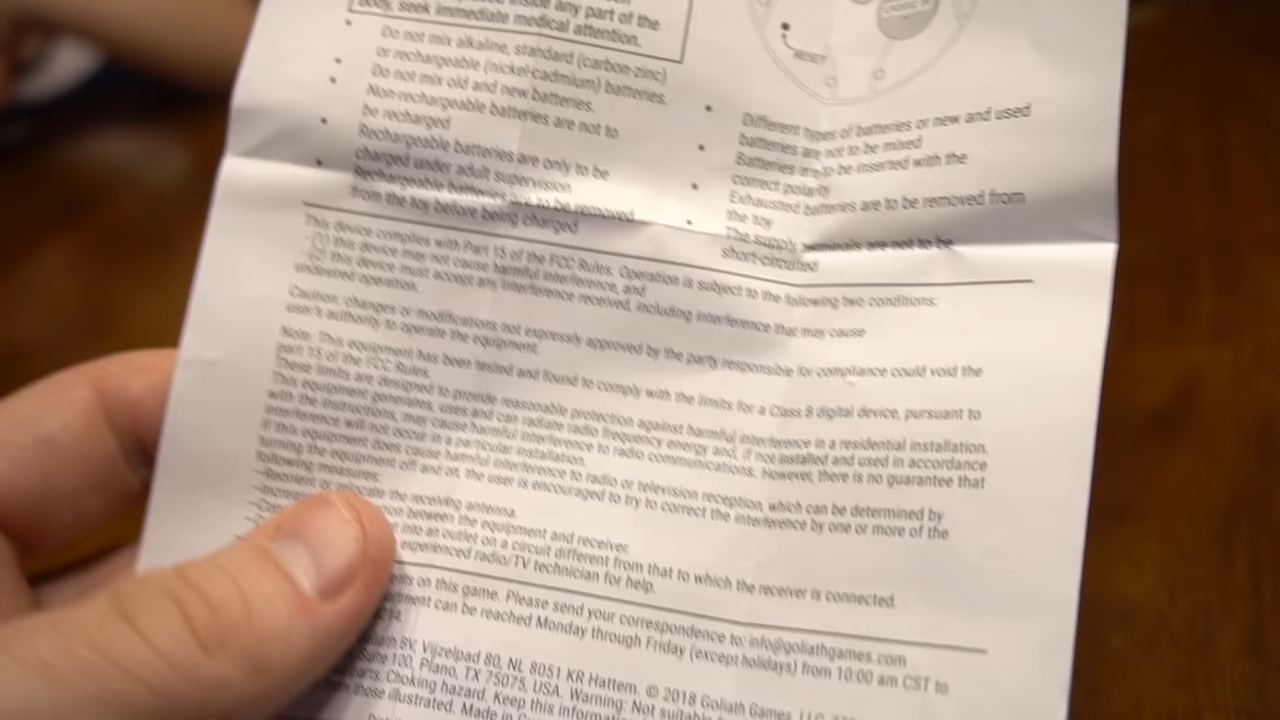 inside any part of the
body, seek immediate medical attention.
Do not mix alkaline, standard (carbon-zinc)
or rechargeable (nickel-cadmium) batteries.
Do not mix old and new batteries.
Non-rechargeable batteries are not to
be recharged
Rechargeable batteries are only to be
charged under adult supervision
Rechargeable batteries are to be removed
from the toy before being charged
RESET
Different types of batteries or new and used
batteries are not to be mixed
Batteries are to be inserted with the
correct polarity
Exhausted batteries are to be removed from
the toy
The supply terminals are not to be
short-circuited
This device complies with Part 15 of the FCC Rules. Operation is subject to the following two conditions:
(1) this device may not cause harmful interference, and
(2) this device must accept any interference received, including interference that may cause
undesired operation.
Caution: changes or modifications not expressly approved by the party responsible for compliance could void the
user's authority to operate the equipment.
Note: This equipment has been tested and found to comply with the limits for a Class B digital device, pursuant to
part 15 of the FCC Rules.
These limits are designed to provide reasonable protection against harmful interference in a residential installation.
This equipment generates, uses and can radiate radio frequency energy and, if not installed and used in accordance
with the instructions, may cause harmful interference to radio communications. However, there is no guarantee that
interference will not occur in a particular installation.
If this equipment does cause harmful interference to radio or television reception, which can be determined by
turning the equipment off and on, the user is encouraged to try to correct the interference by one or more of the
following measures:
—Reorient or relocate the receiving antenna.
between the equipment and receiver.
into an outlet on a circuit different from that to which the receiver is connected.
experienced radio/TV technician for help.
on this game. Please send your correspondence to: info@goliathgames.com
can be reached Monday through Friday (except holidays) from 10:00 am CST to
BV, Vijzelpad 80, NL 8051 KR Hattem. © 2018 Goliath Games, LLC,
Suite 100, Plano, TX 75075, USA. Warning: Not suitable
Choking hazard. Keep this
those illustrated. Made in